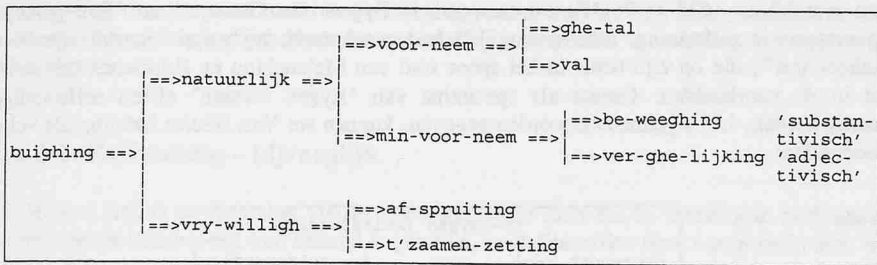 ==>ghe-tal
==>voor-neem ==>
==>val
==>natuurlijk
==>be-weeghing 'substan-
tivisch'
==>min-voor-neem ==>
buighing ==>
==>ver-ghe-lijking 'adjec-
tivisch'
==>af-spruiting
==>vry-willigh ==>
==>t'zaamen-zetting